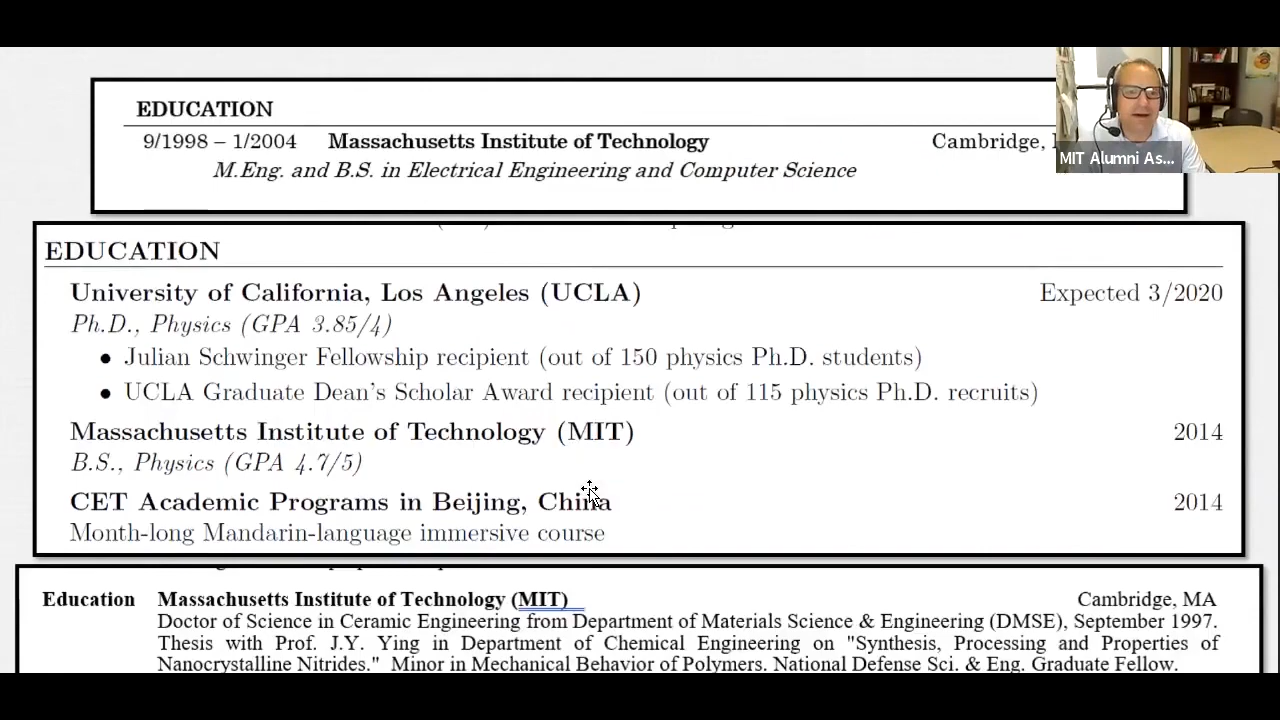 EDUCATION
9/1998 – 1/2004 Massachusetts Institute of Technology Cambridge,
M.Eng. and B.S. in Electrical Engineering and Computer Science
MIT Alumni As...
EDUCATION
University of California, Los Angeles (UCLA) Expected 3/2020
Ph.D., Physics (GPA 3.85/4)
• Julian Schwinger Fellowship recipient (out of 150 physics Ph.D. students)
• UCLA Graduate Dean's Scholar Award recipient (out of 115 physics Ph.D. recruits)
Massachusetts Institute of Technology (MIT) 2014
B.S., Physics (GPA 4.7/5)
CET Academic Programs in Beijing, China 2014
Month-long Mandarin-language immersive course
Education Massachusetts Institute of Technology (MIT) Cambridge, MA
Doctor of Science in Ceramic Engineering from Department of Materials Science & Engineering (DMSE), September 1997.
Thesis with Prof. J.Y. Ying in Department of Chemical Engineering on "Synthesis, Processing and Properties of
Nanocrystalline Nitrides." Minor in Mechanical Behavior of Polymers. National Defense Sci. & Eng. Graduate Fellow.